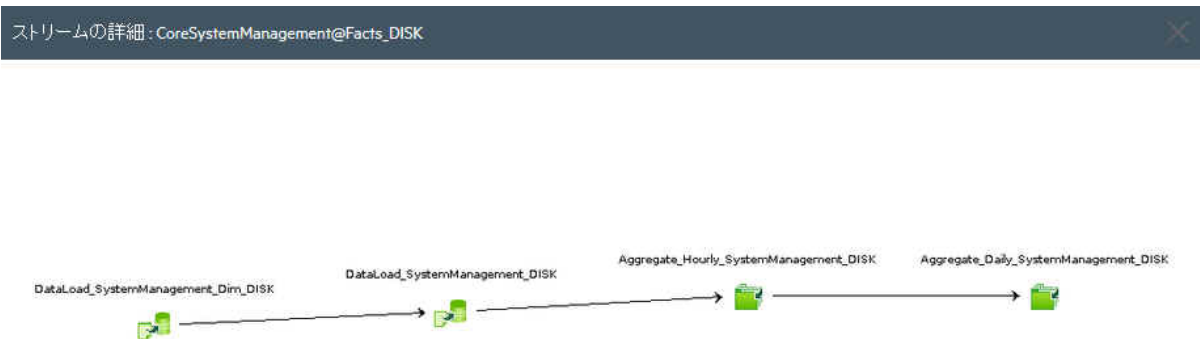 ストリームの詳細 : CoreSystemManagement@Facts_DISK
DataLoad_SystemManagement_Dim_DISK
DataLoad_SystemManagement_DISK
Aggregate_Hourly_SystemManagement_DISK
Aggregate_Daily_SystemManagement_DISK